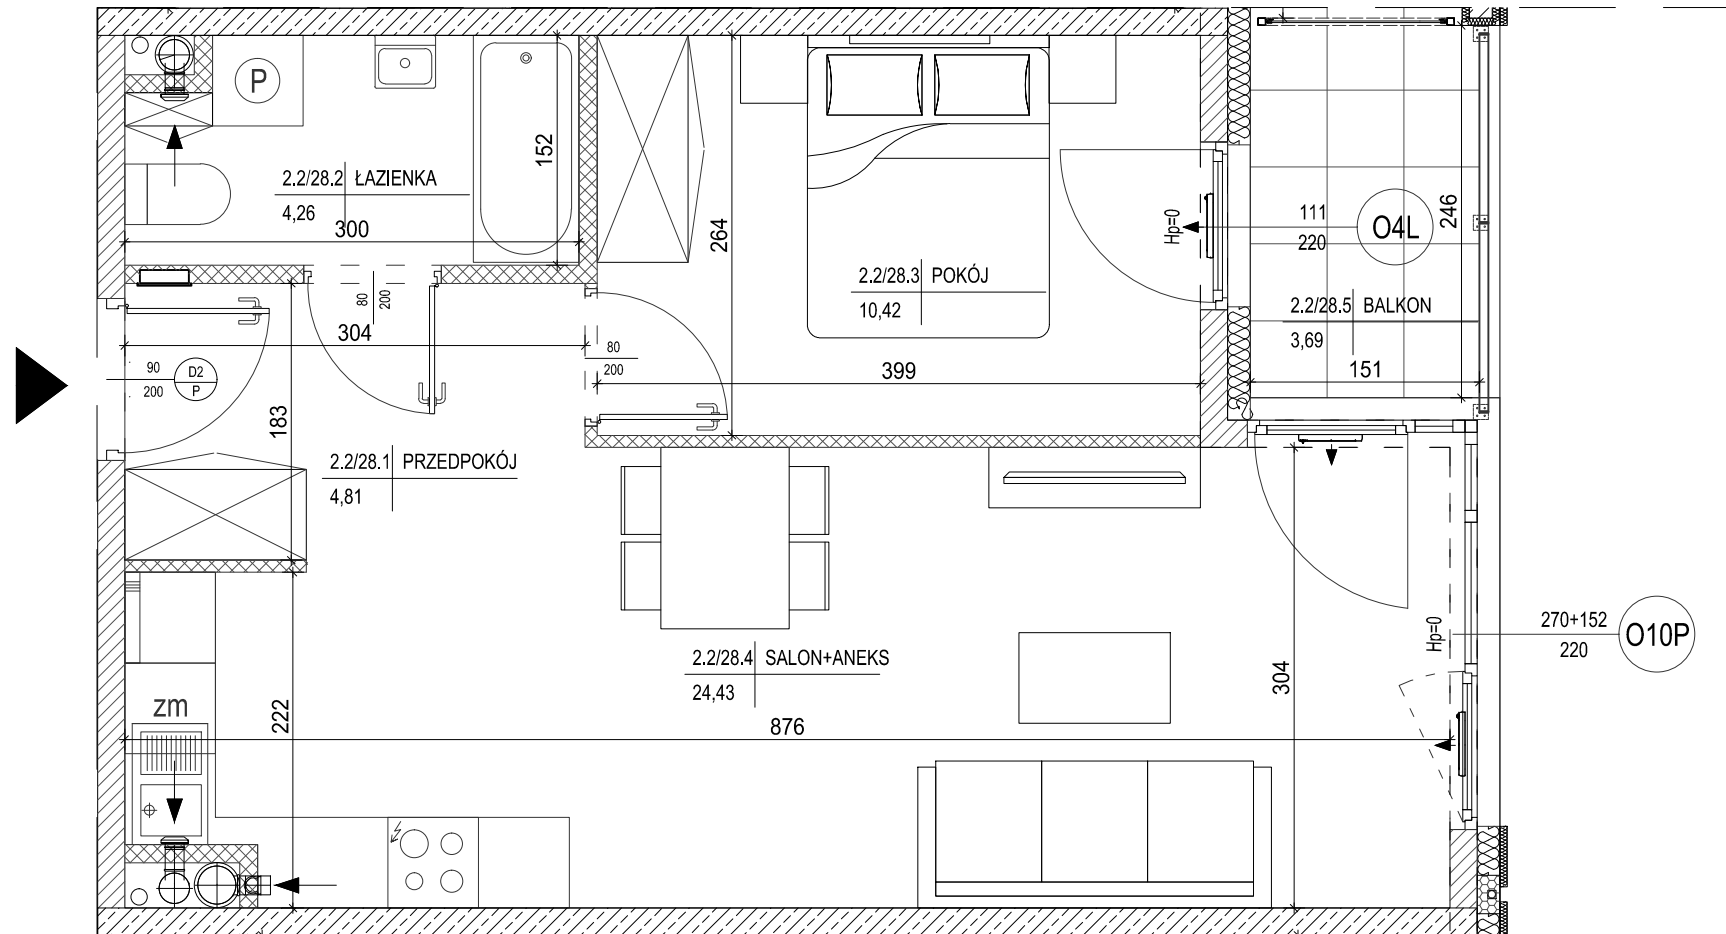 P
2.2/28.2 ŁAZIENKA
4,26
300
152
264
2.2/28.3 POKÓJ
10,42
Hp=0
111
220
O4L
246
2.2/28.5 BALKON
3,69
151
80
200
304
80
200
399
90
200
D2
P
183
2.2/28.1 PRZEDPOKÓJ
4,81
2.2/28.4 SALON+ANEKS
24,43
Hp=0
270+152
220
O10P
304
zm
222
876